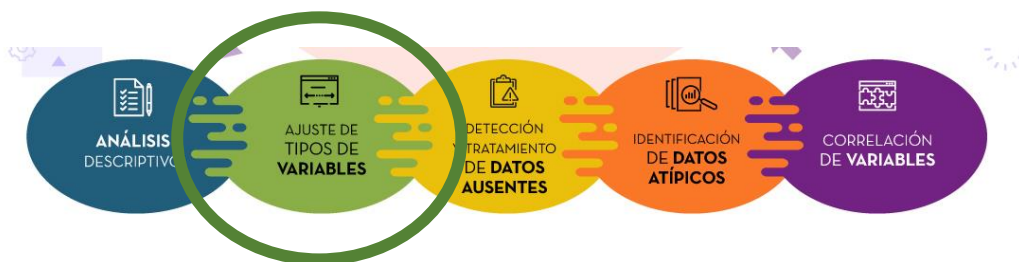 ANÁLISIS
DESCRIPTIVO
AJUSTE DE
TIPOS DE
VARIABLES
DETECCIÓN
Y TRATAMIENTO
DE DATOS
AUSENTES
IDENTIFICACIÓN
DE DATOS
ATÍPICOS
CORRELACIÓN
DE VARIABLES